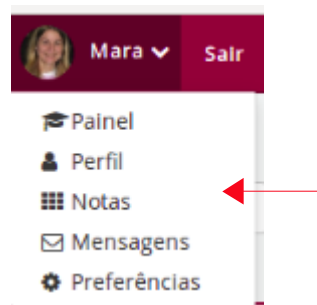 Mara Sair
Painel
Perfil
Notas
Mensagens
Preferências